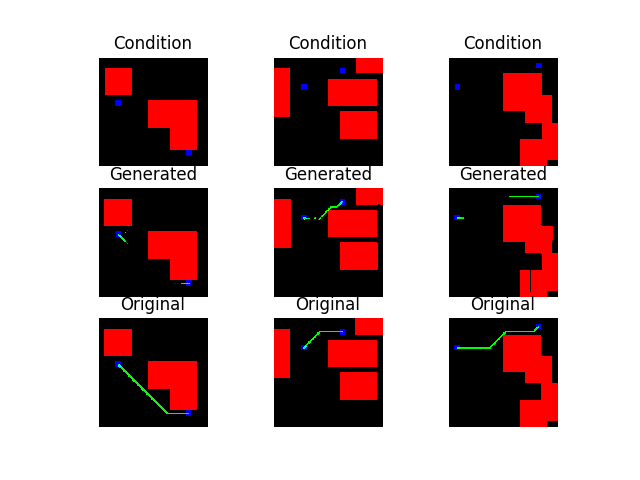 Condition Condition Condition
Generated Generated Generated
Original Original Original